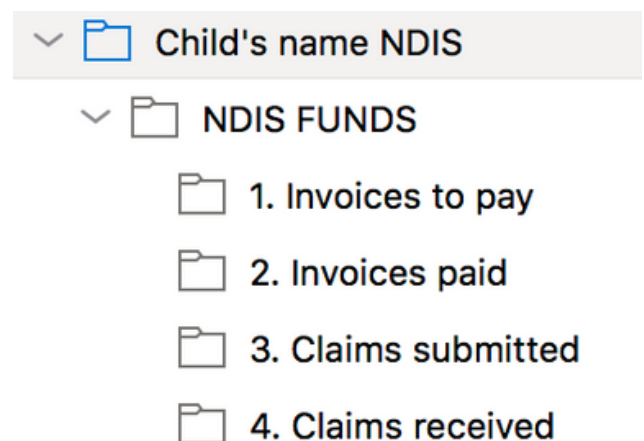 Child's name NDIS
NDIS FUNDS
1. Invoices to pay
2. Invoices paid
3. Claims submitted
4. Claims received